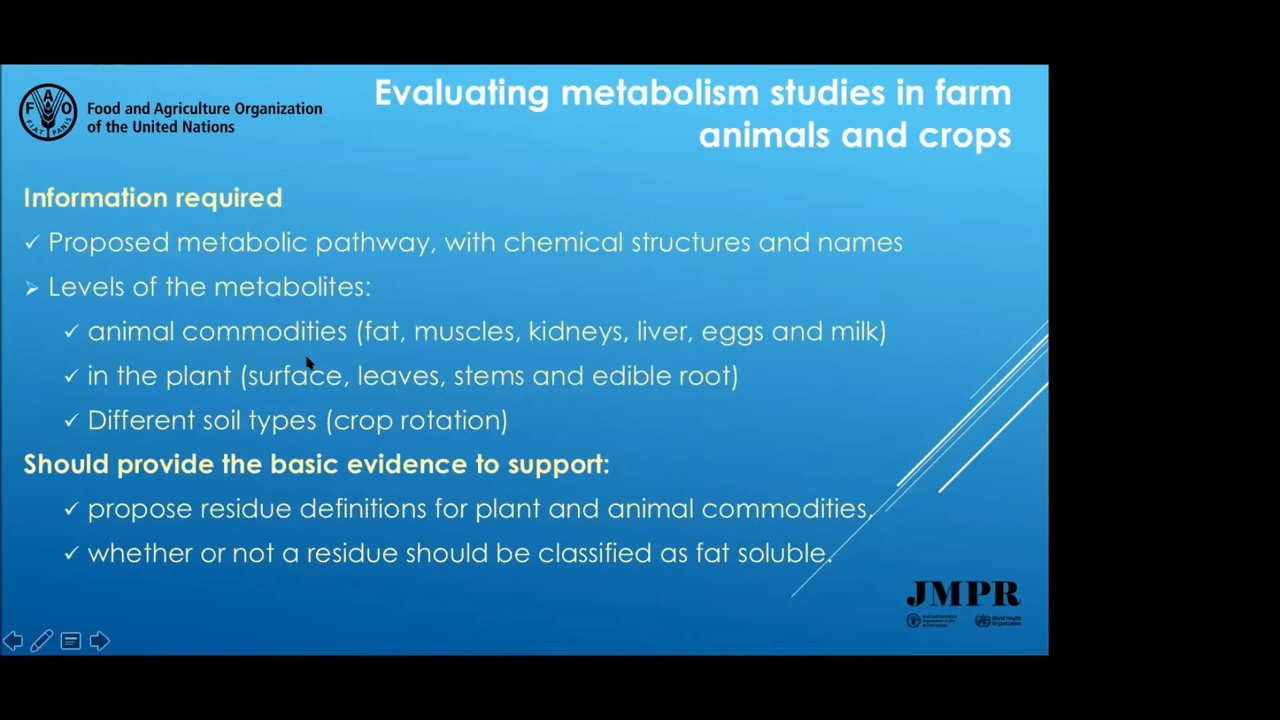 Food and Agriculture Organization
of the United Nations
Evaluating metabolism studies in farm
animals and crops
Information required
✓ Proposed metabolic pathway, with chemical structures and names
➢ Levels of the metabolites:
✓ animal commodities (fat, muscles, kidneys, liver, eggs and milk)
✓ in the plant (surface, leaves, stems and edible root)
✓ Different soil types (crop rotation)
Should provide the basic evidence to support:
✓ propose residue definitions for plant and animal commodities.
✓ whether or not a residue should be classified as fat soluble.
JMPR
World Health
Organization